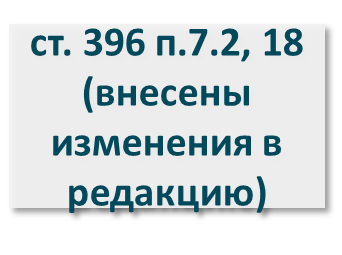 ст. 396 п.7.2, 18
(внесены
изменения в
редакцию)